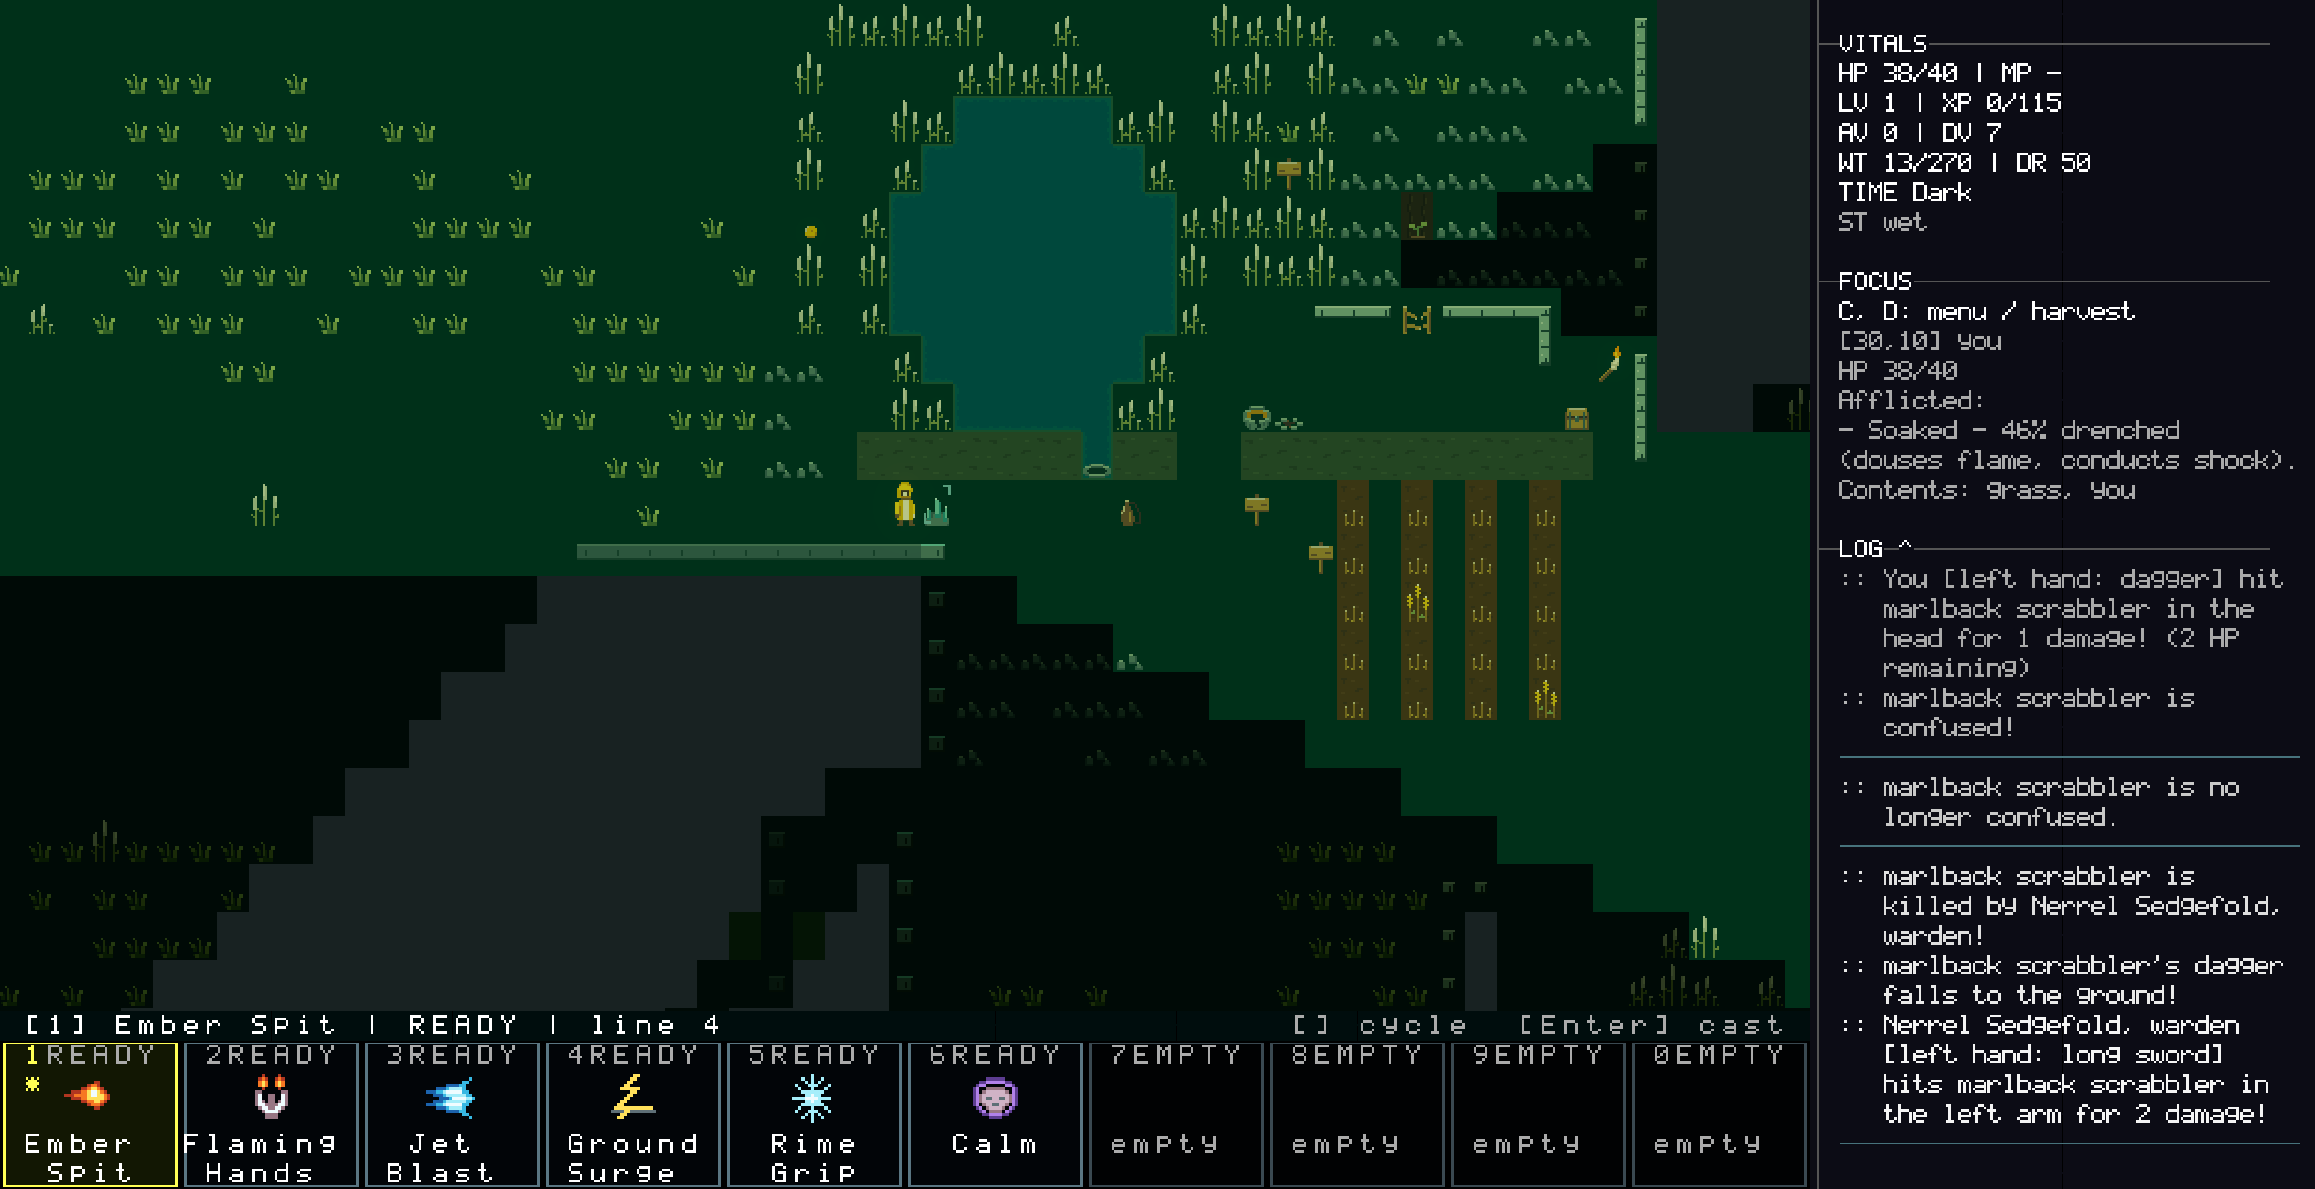 VITALS
HP 38/40 | MP -
LV 1 | XP 0/115
AV 0 | DV 7
WT 13/270 | DR 50
TIME Dark
ST wet
FOCUS
C, D: menu / harvest
[30,10] you
HP 38/40
Afflicted:
- Soaked - 46% drenched
(douses flame, conducts shock).
Contents: grass, You
LOG ^
:: You [left hand: dagger] hit
marlback scrabbler in the
head for 1 damage! (2 HP
remaining)
:: marlback scrabbler is
confused!
:: marlback scrabbler is no
longer confused.
:: marlback scrabbler is
killed by Nerrel Sedgefold,
warden!
:: marlback scrabbler's dagger
falls to the ground!
:: Nerrel Sedgefold, warden
[left hand: long sword]
hits marlback scrabbler in
the left arm for 2 damage!
[1] Ember Spit | READY | line 4
[] cycle [Enter] cast
1READY 2READY 3READY 4READY 5READY 6READY 7EMPTY 8EMPTY 9EMPTY 0EMPTY
Ember Flaming Jet Ground Rime Calm empty empty empty empty
Spit Hands Blast Surge Grip